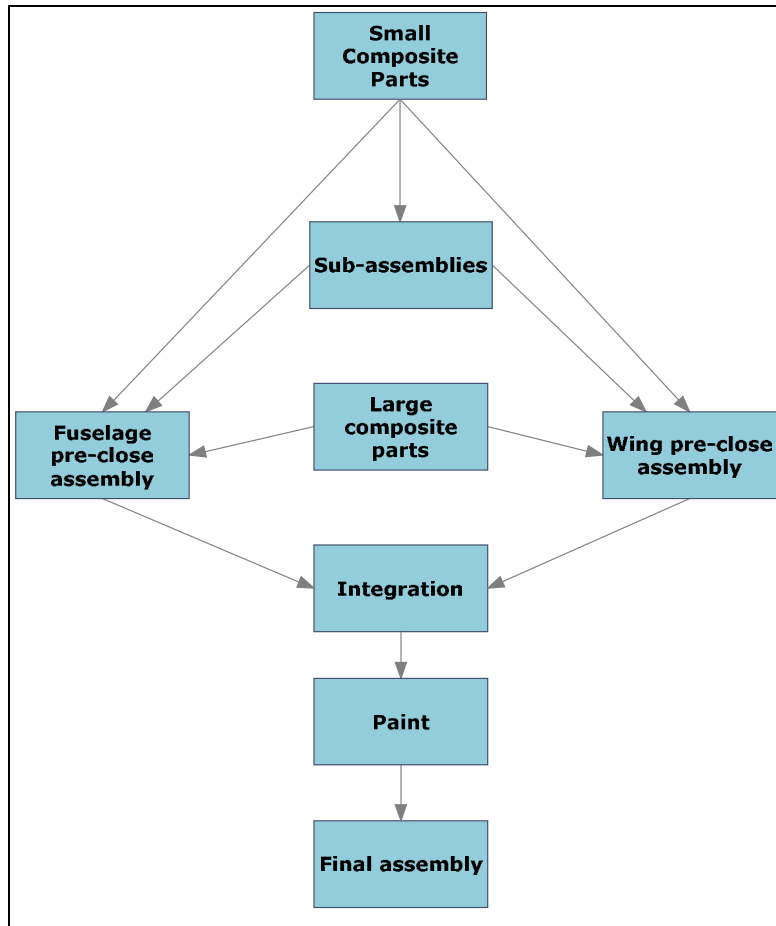 Small
Composite
Parts
Sub-assemblies
Large
composite
parts
Fuselage
pre-close
assembly
Wing pre-close
assembly
Integration
Paint
Final assembly